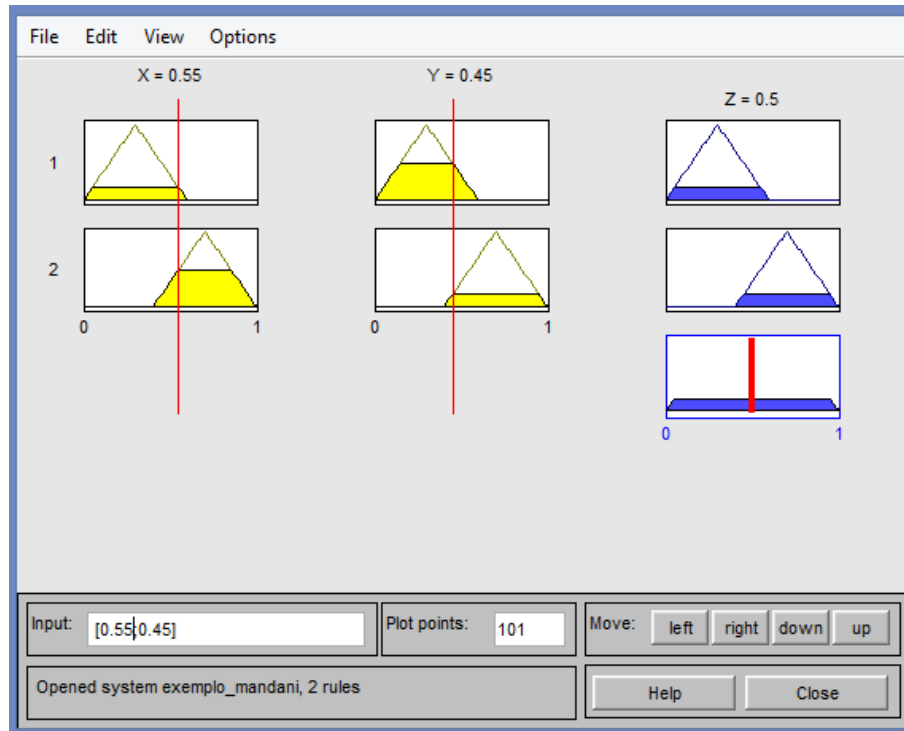 File Edit View Options
X = 0.55 Y = 0.45
Z = 0.5
1
2
0 1 0 1
0 1
Input: [0.55;0.45] Plot points: 101 Move: left right down up
Opened system exemplo_mandani, 2 rules Help Close